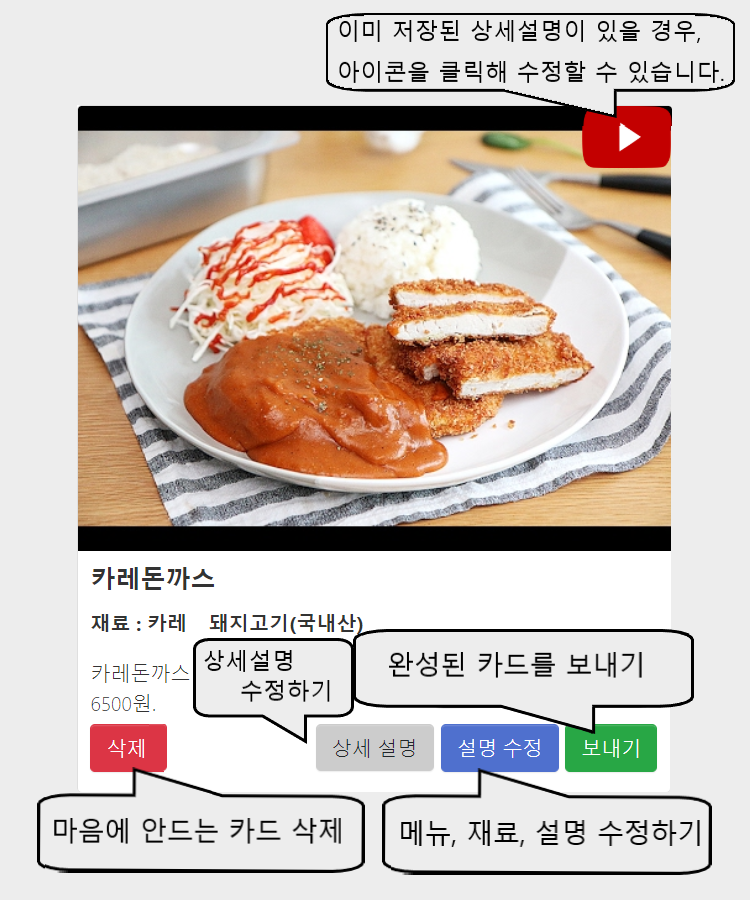 이미 저장된 상세설명이 있을 경우,
아이콘을 클릭해 수정할 수 있습니다.
카레돈까스
재료 : 카레 돼지고기(국내산)
카레돈까스
6500원.
상세설명
수정하기
완성된 카드를 보내기
삭제
상세 설명
설명 수정
보내기
마음에 안드는 카드 삭제
메뉴, 재료, 설명 수정하기